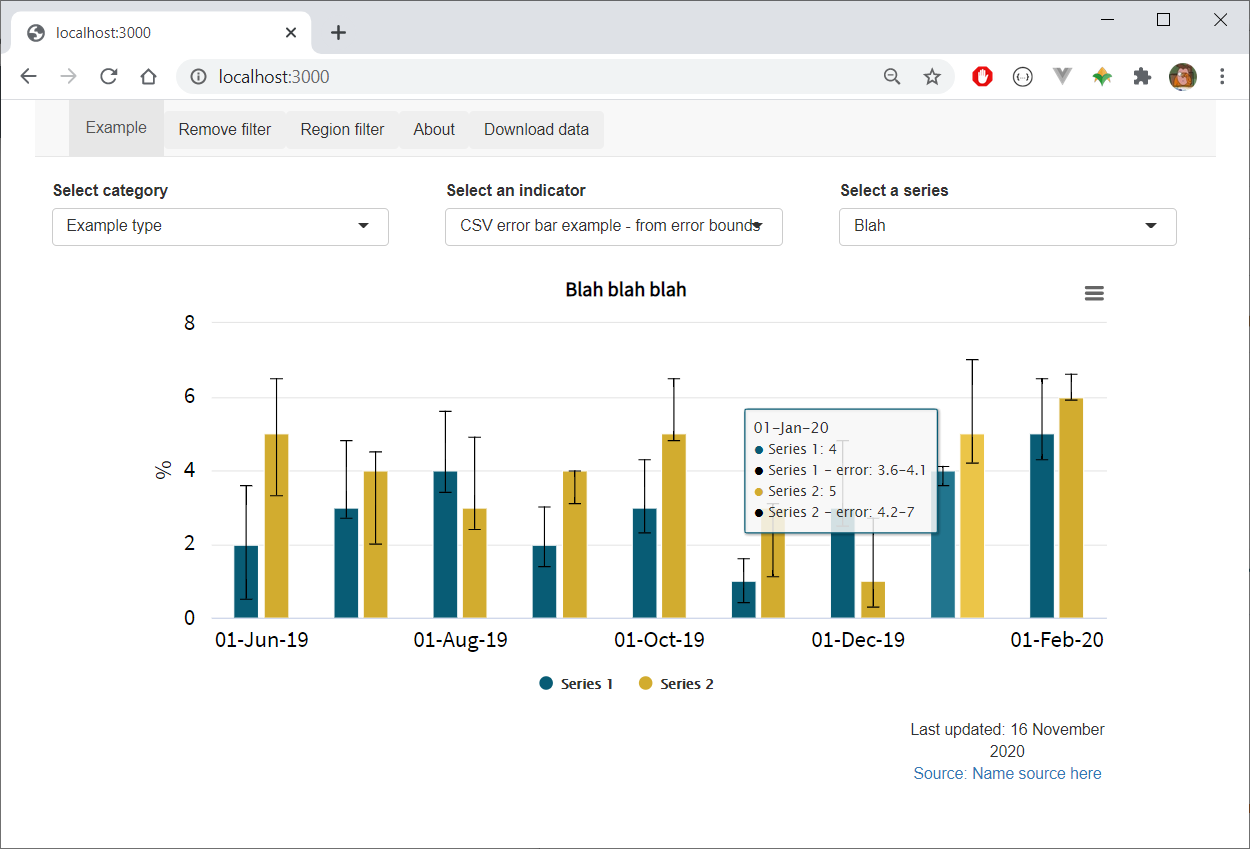 localhost:3000
localhost:3000
Example Remove filter Region filter About Download data
Select category Select an indicator Select a series
Example type CSV error bar example - from error bounds Blah
Blah blah blah
8
6
4
2
0
%
01-Jan-20
Series 1: 4
Series 1 - error: 3.6-4.1
Series 2: 5
Series 2 - error: 4.2-7
01-Jun-19 01-Aug-19 01-Oct-19 01-Dec-19 01-Feb-20
Series 1 Series 2
Last updated: 16 November
2020
Source: Name source here